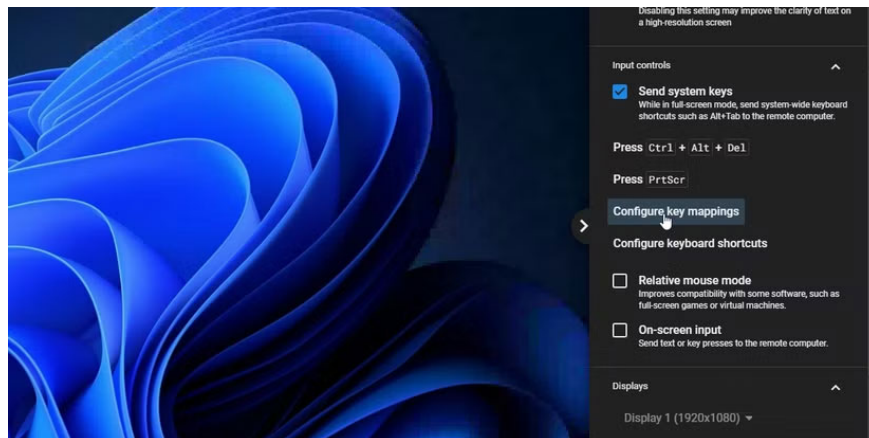 Disabling this setting may improve the clarity of text on
a high-resolution screen
Input controls
Send system keys
While in full-screen mode, send system-wide keyboard
shortcuts such as Alt+Tab to the remote computer.
Press Ctrl + Alt + Del
Press PrtScr
Configure key mappings
Configure keyboard shortcuts
Relative mouse mode
Improves compatibility with some software, such as
full-screen games or virtual machines.
On-screen input
Send text or key presses to the remote computer.
Displays
Display 1 (1920x1080)